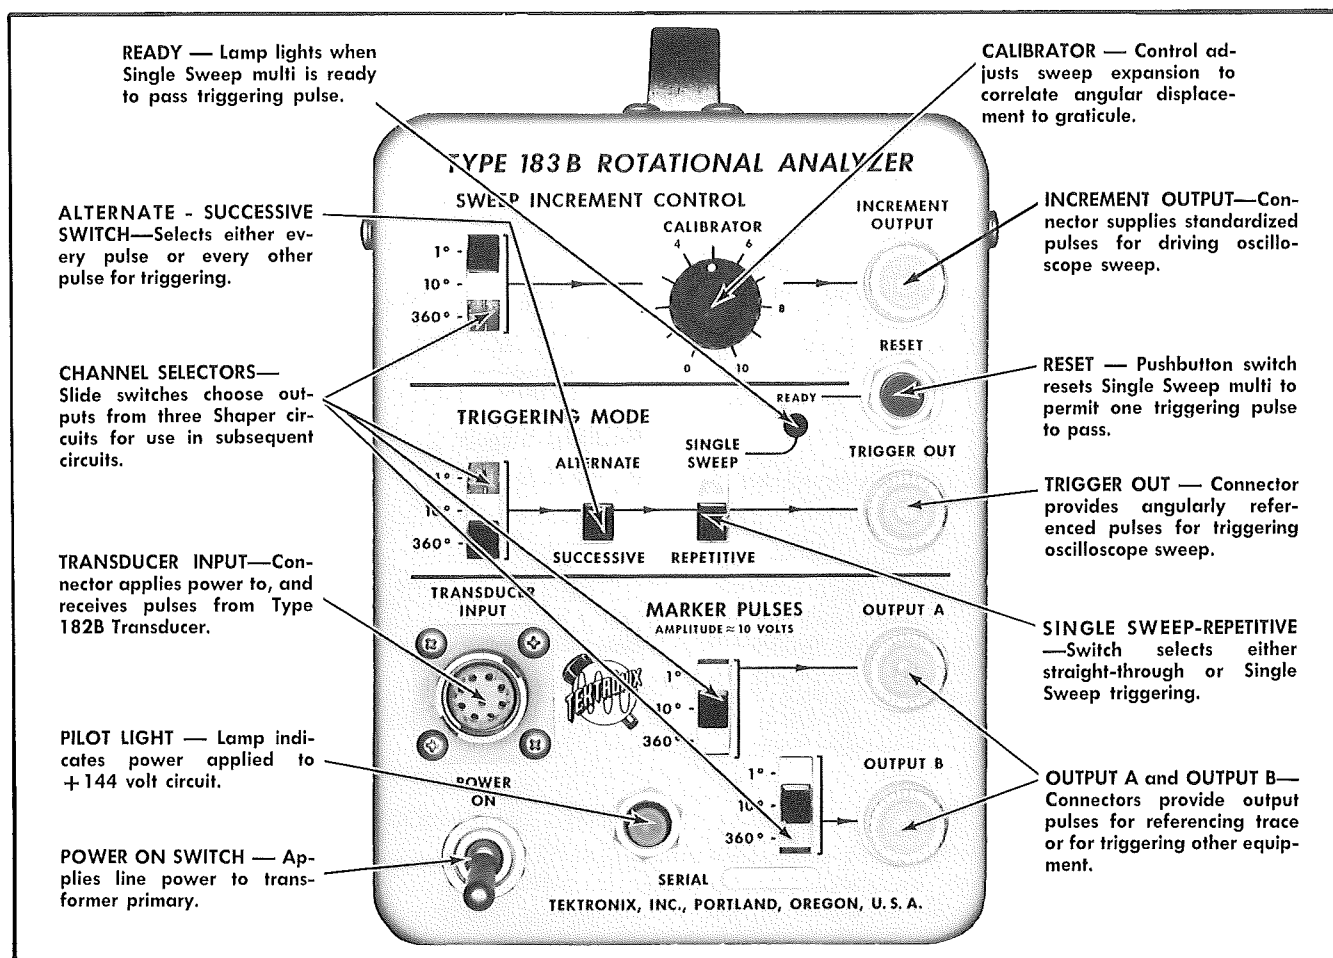 READY — Lamp lights when
Single Sweep multi is ready
to pass triggering pulse.
CALIBRATOR — Control ad-
justs sweep expansion to
correlate angular displace-
ment to graticule.
ALTERNATE - SUCCESSIVE
SWITCH—Selects either ev-
ery pulse or every other
pulse for triggering.
CHANNEL SELECTORS—
Slide switches choose out-
puts from three Shaper cir-
cuits for use in subsequent
circuits.
TRANSDUCER INPUT—Con-
nector applies power to, and
receives pulses from Type
182B Transducer.
PILOT LIGHT — Lamp indi-
cates power applied to
+144 volt circuit.
POWER ON SWITCH — Ap-
plies line power to trans-
former primary.
TYPE 183B ROTATIONAL ANALYZER
SWEEP INCREMENT CONTROL
1°
10°
360°
CALIBRATOR
4
6
8
0
10
INCREMENT
OUTPUT
RESET
READY
TRIGGERING MODE
SINGLE
SWEEP
TRIGGER OUT
ALTERNATE
1°
10°
360°
SUCCESSIVE
REPETITIVE
TRANSDUCER
INPUT
MARKER PULSES
AMPLITUDE ≈ 10 VOLTS
OUTPUT A
TEKTRONIX
1°
10°
360°
POWER
ON
1°
10°
360°
OUTPUT B
SERIAL
TEKTRONIX, INC., PORTLAND, OREGON, U. S. A.
INCREMENT OUTPUT—Con-
nector supplies standardized
pulses for driving oscillo-
scope sweep.
RESET — Pushbutton switch
resets Single Sweep multi to
permit one triggering pulse
to pass.
TRIGGER OUT — Connector
provides angularly refer-
enced pulses for triggering
oscilloscope sweep.
SINGLE SWEEP-REPETITIVE
—Switch selects either
straight-through or Single
Sweep triggering.
OUTPUT A and OUTPUT B—
Connectors provide output
pulses for referencing trace
or for triggering other equip-
ment.